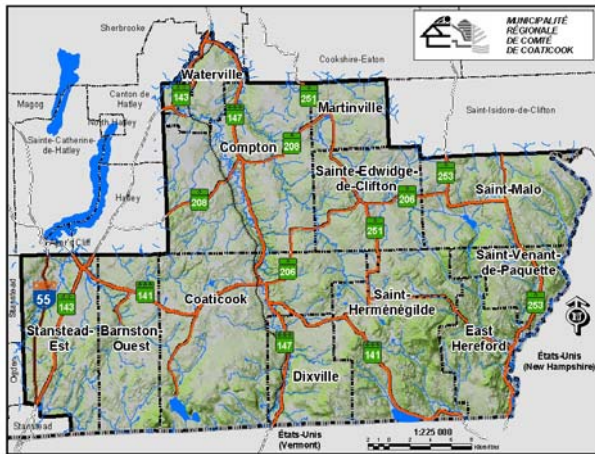 MUNICIPALITÉ
RÉGIONALE
DE COMTÉ
DE COATICOOK
Sherbrooke
Cookshire-Eaton
Waterville
143
251
Martinville
Magog
Canton de
Hatley
147
Saint-Isidore-de-Clifton
North Hatley
Compton
208
Sainte-Catherine-
de-Hatley
Sainte-Edwidge-
de-Clifton
253
Hatley
208
206
Saint-Malo
251
Saint-Venant-
de-Paquette
Stanstead
55
143
141
206
Coaticook
Saint-
Herménégilde
253
Stanstead-
Est
Barnston-
Ouest
East
Hereford
147
141
États-Unis
(New Hampshire)
Dixville
Stanstead
États-Unis
(Vermont)
1:225 000